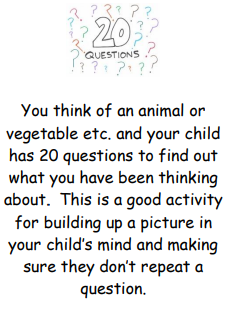 20
QUESTIONS
You think of an animal or
vegetable etc. and your child
has 20 questions to find out
what you have been thinking
about.  This is a good activity
for building up a picture in
your child's mind and making
sure they don't repeat a
question.